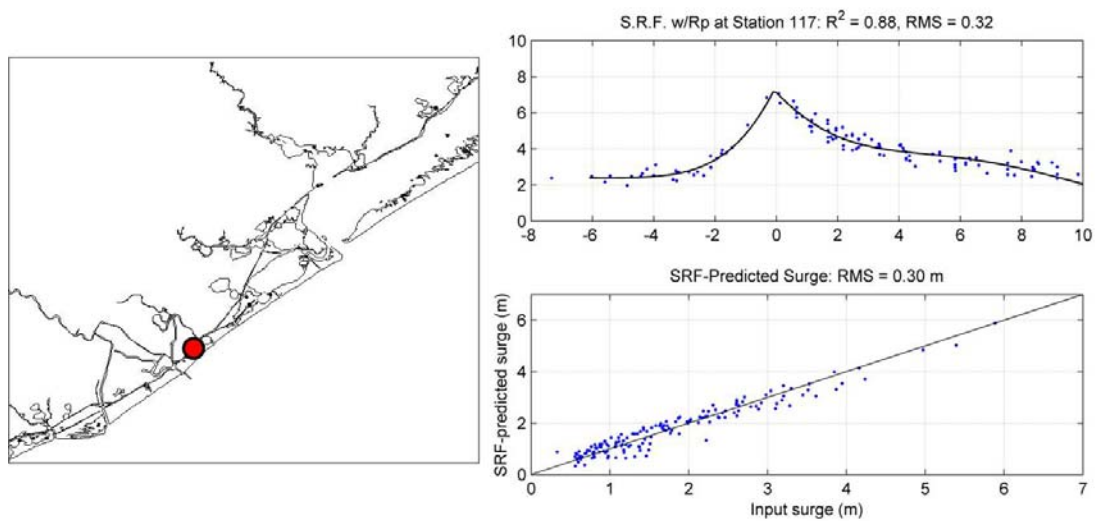 S.R.F. w/Rp at Station 117: R² = 0.88, RMS = 0.32
10
8
6
4
2
0
-8 -6 -4 -2 0 2 4 6 8 10
SRF-Predicted Surge: RMS = 0.30 m
SRF-predicted surge (m)
6
4
2
0
0 1 2 3 4 5 6 7
Input surge (m)